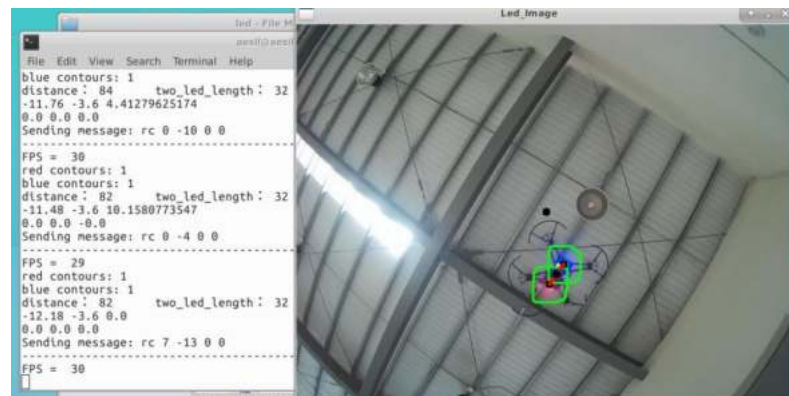 led - File M
Led_Image
File Edit View Search Terminal Help
blue contours: 1
distance: 84 two_led_length: 32
-11.76 -3.6 4.41279625174
0.0 0.0 0.0
Sending message: rc 0 -10 0 0
--------------------------------
FPS = 30
red contours: 1
blue contours: 1
distance: 82 two_led_length: 32
-11.48 -3.6 10.1580773547
0.0 0.0 -0.0
Sending message: rc 0 -4 0 0
--------------------------------
FPS = 29
red contours: 1
blue contours: 1
distance: 82 two_led_length: 32
-12.18 -3.6 0.0
0.0 0.0 0.0
Sending message: rc 7 -13 0 0
--------------------------------
FPS = 30